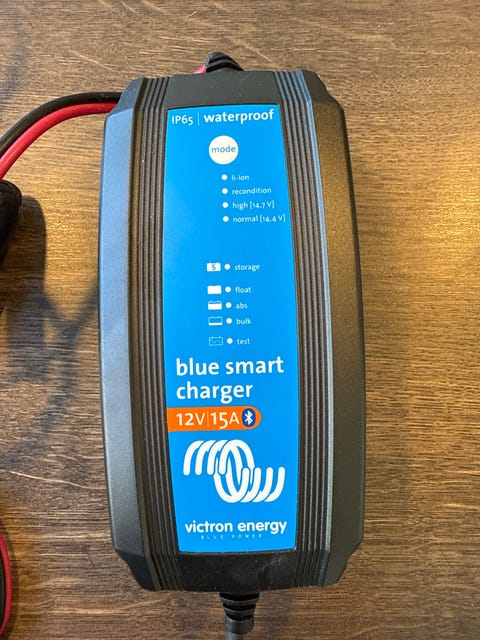 IP65 | waterproof
mode
li-ion
recondition
high [14.7 V]
normal [14.4 V]
S storage
float
abs
bulk
test
blue smart
charger
12V|15A
victron energy
BLUE POWER